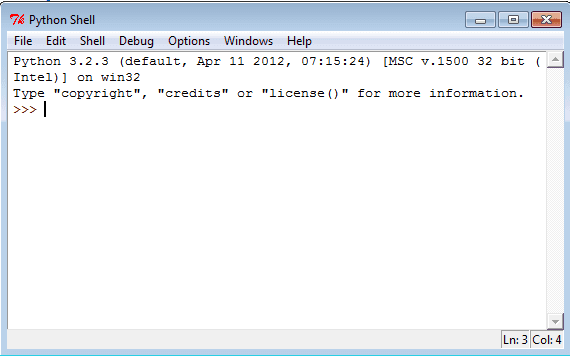 Python Shell
File Edit Shell Debug Options Windows Help
Python 3.2.3 (default, Apr 11 2012, 07:15:24) [MSC v.1500 32 bit (
Intel)] on win32
Type "copyright", "credits" or "license()" for more information.
>>>
Ln: 3 Col: 4